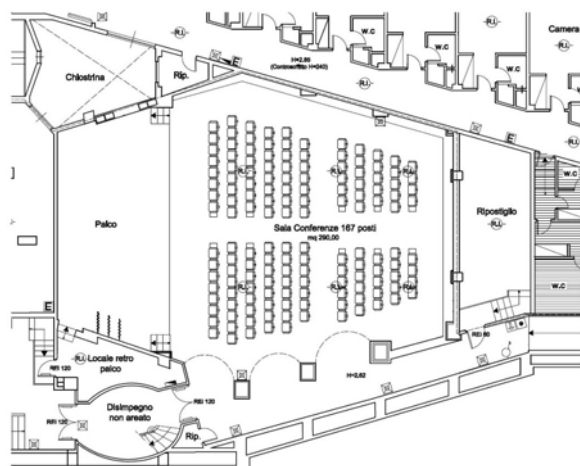 W.C
W.C
W.C
Camera
R.I.
R.I.
R.I.
R.I.
H=2.85
(Controsoffitto H=240)
Chiostrina
Rip.
E
R.I.
W.C
R.I.
E
R.I.
W.C
R.I.
R.I.
R.I.
Palco
Sala Conferenze 167 posti
mq 290,00
Ripostiglio
R.I.
R.I.
R.I.
R.I.
W.C
E
REI 60
R.I.
Locale retro
palco
REI 120
H=2,62
Disimpegno
non areato
REI 120
REI 120
Rip.